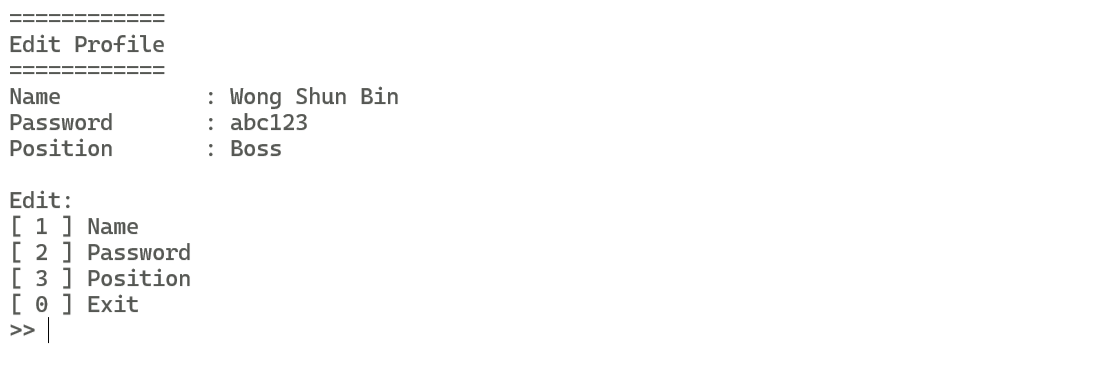 ============
Edit Profile
============
Name           : Wong Shun Bin
Password       : abc123
Position       : Boss

Edit:
[ 1 ] Name
[ 2 ] Password
[ 3 ] Position
[ 0 ] Exit
>>